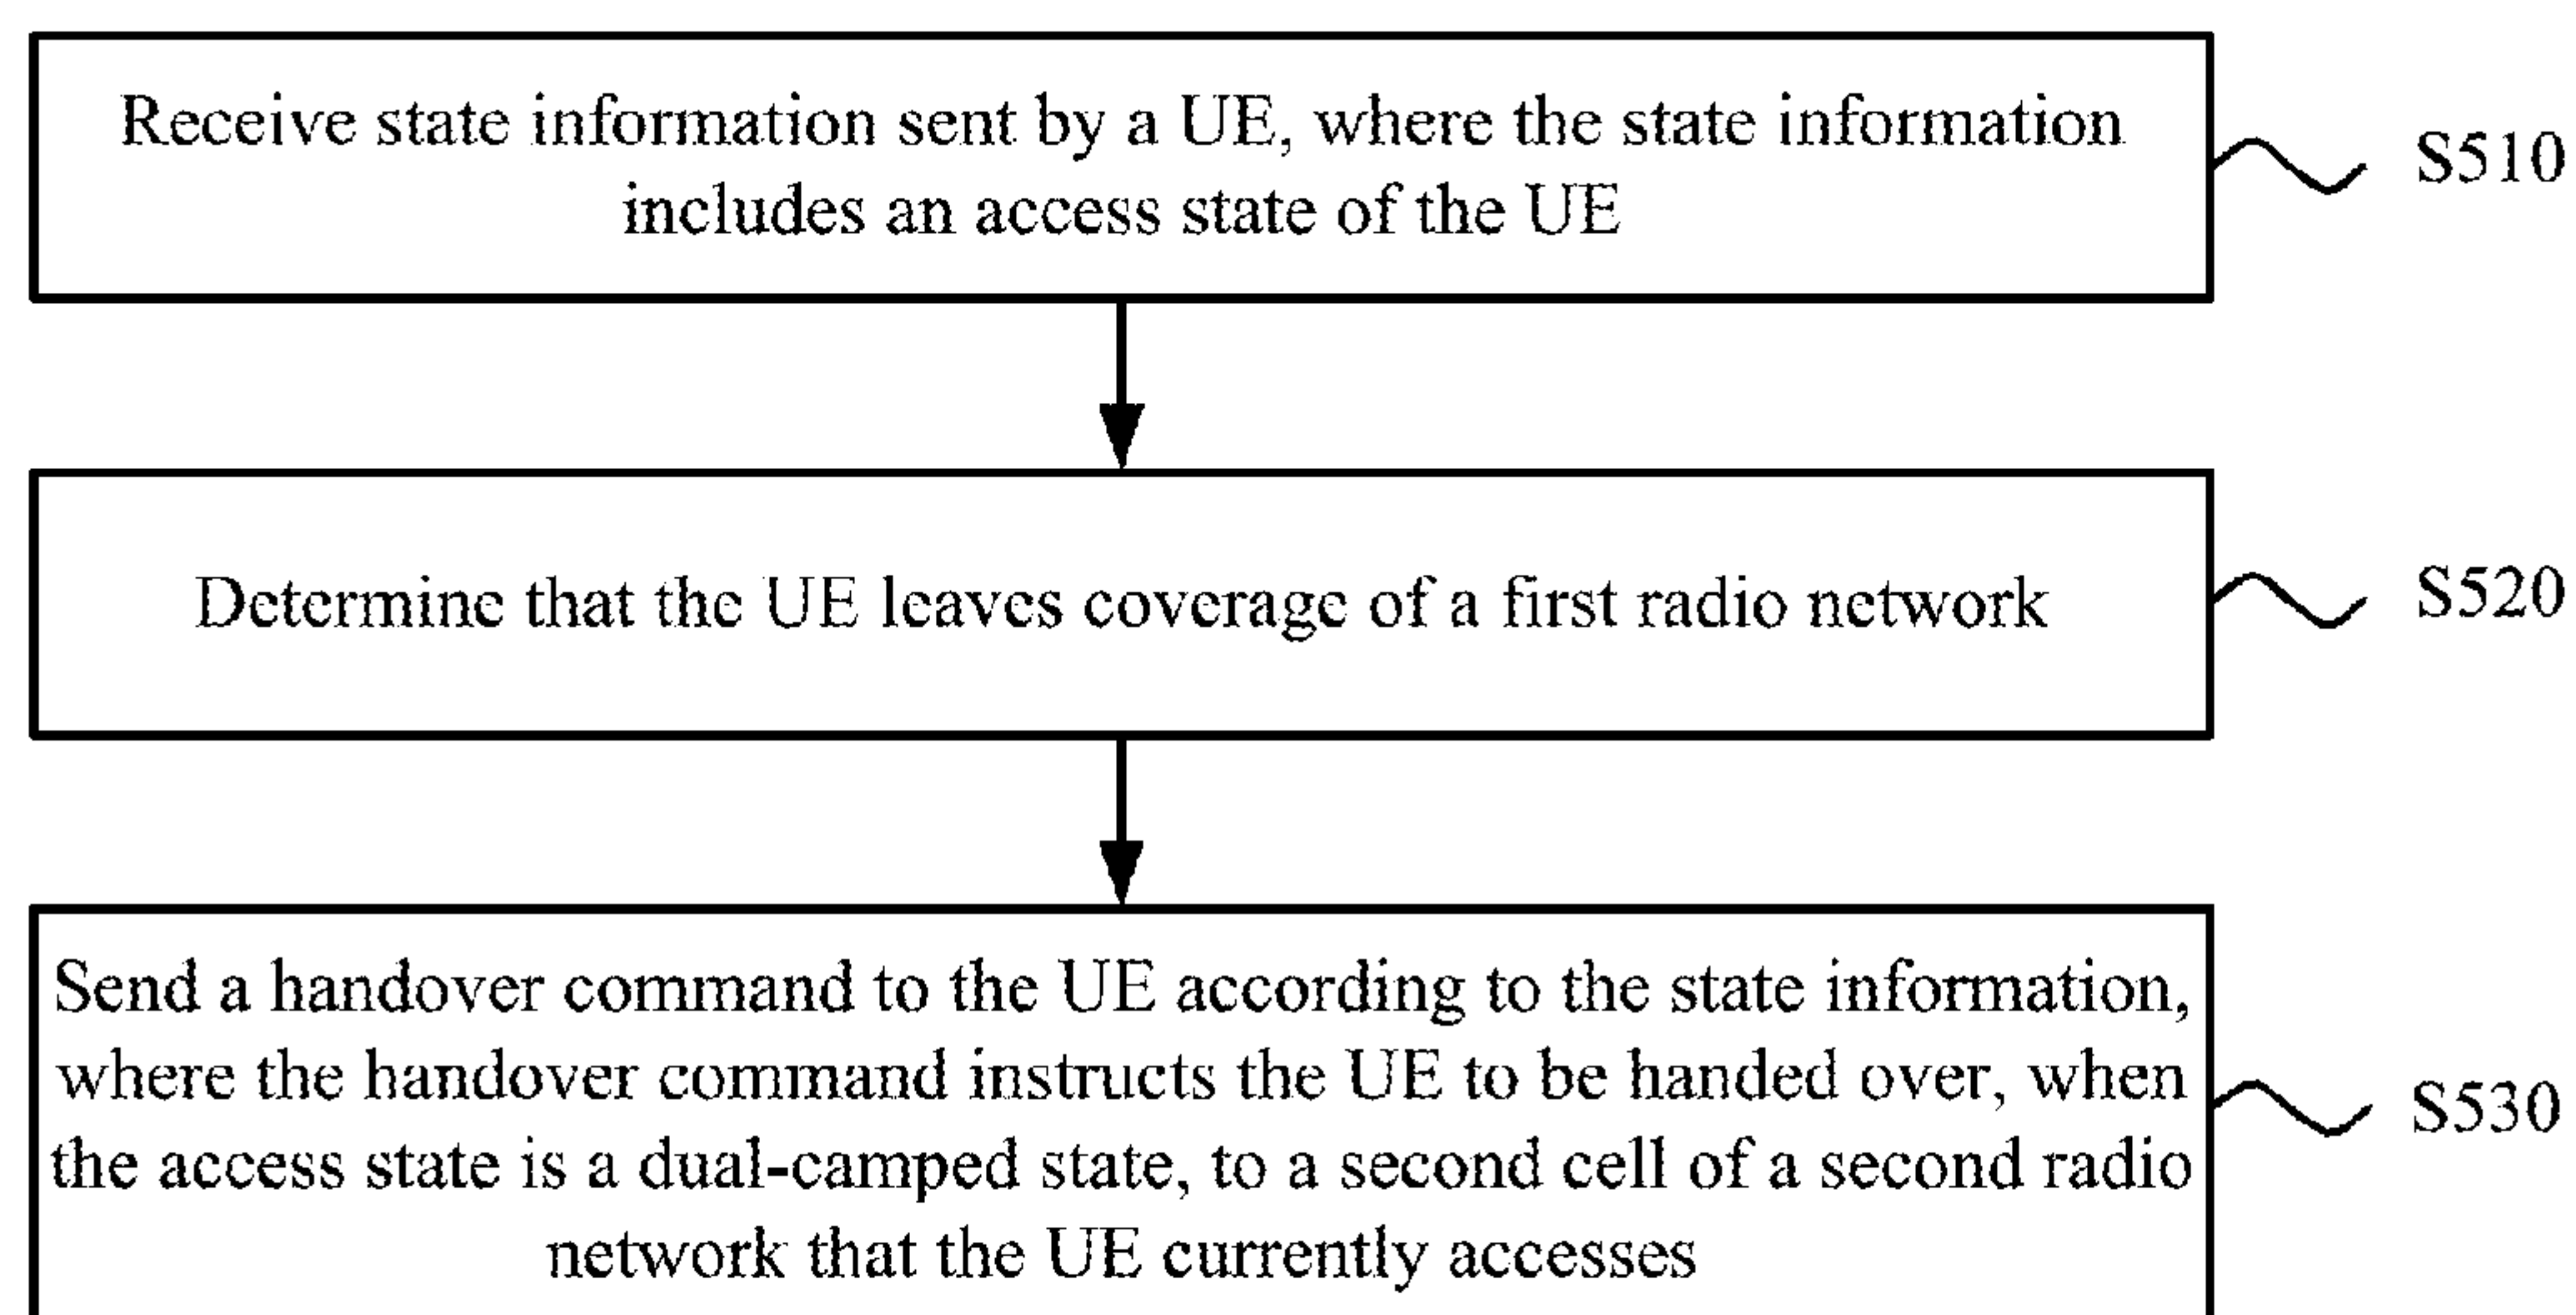 Receive state information sent by a UE, where the state information
includes an access state of the UE
S510
Determine that the UE leaves coverage of a first radio network
S520
Send a handover command to the UE according to the state information,
where the handover command instructs the UE to be handed over, when
the access state is a dual-camped state, to a second cell of a second radio
network that the UE currently accesses
S530